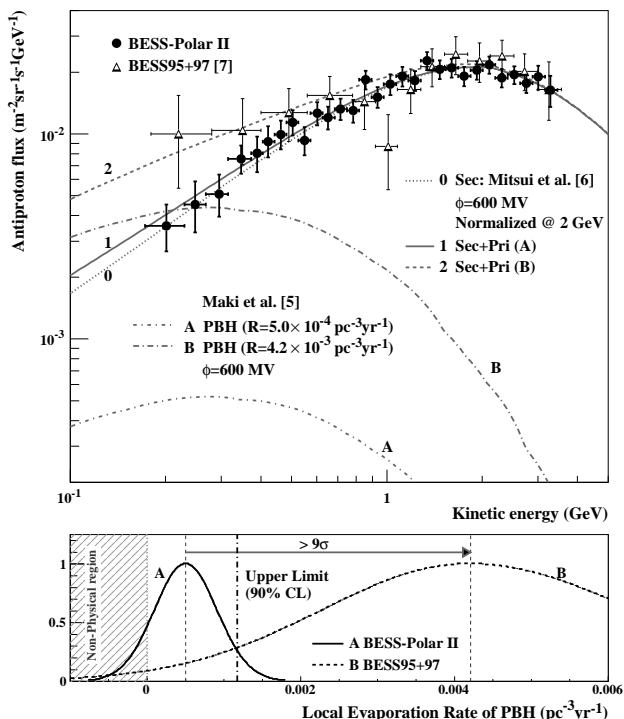 Antiproton flux (m⁻²sr⁻¹s⁻¹GeV⁻¹)
10⁻²
10⁻³
BESS-Polar II
BESS95+97 [7]
2
1
0
0 Sec: Mitsui et al. [6]
ϕ=600 MV
Normalized @ 2 GeV
1 Sec+Pri (A)
2 Sec+Pri (B)
Maki et al. [5]
A PBH (R=5.0× 10⁻⁴ pc⁻³yr⁻¹)
B PBH (R=4.2× 10⁻³ pc⁻³yr⁻¹)
ϕ=600 MV
B
A
10⁻¹
1
Kinetic energy (GeV)
1
0.5
0
Non-Physical region
A
> 9σ
Upper Limit
(90% CL)
B
A BESS-Polar II
B BESS95+97
0
0.002
0.004
0.006
Local Evaporation Rate of PBH (pc⁻³yr⁻¹)